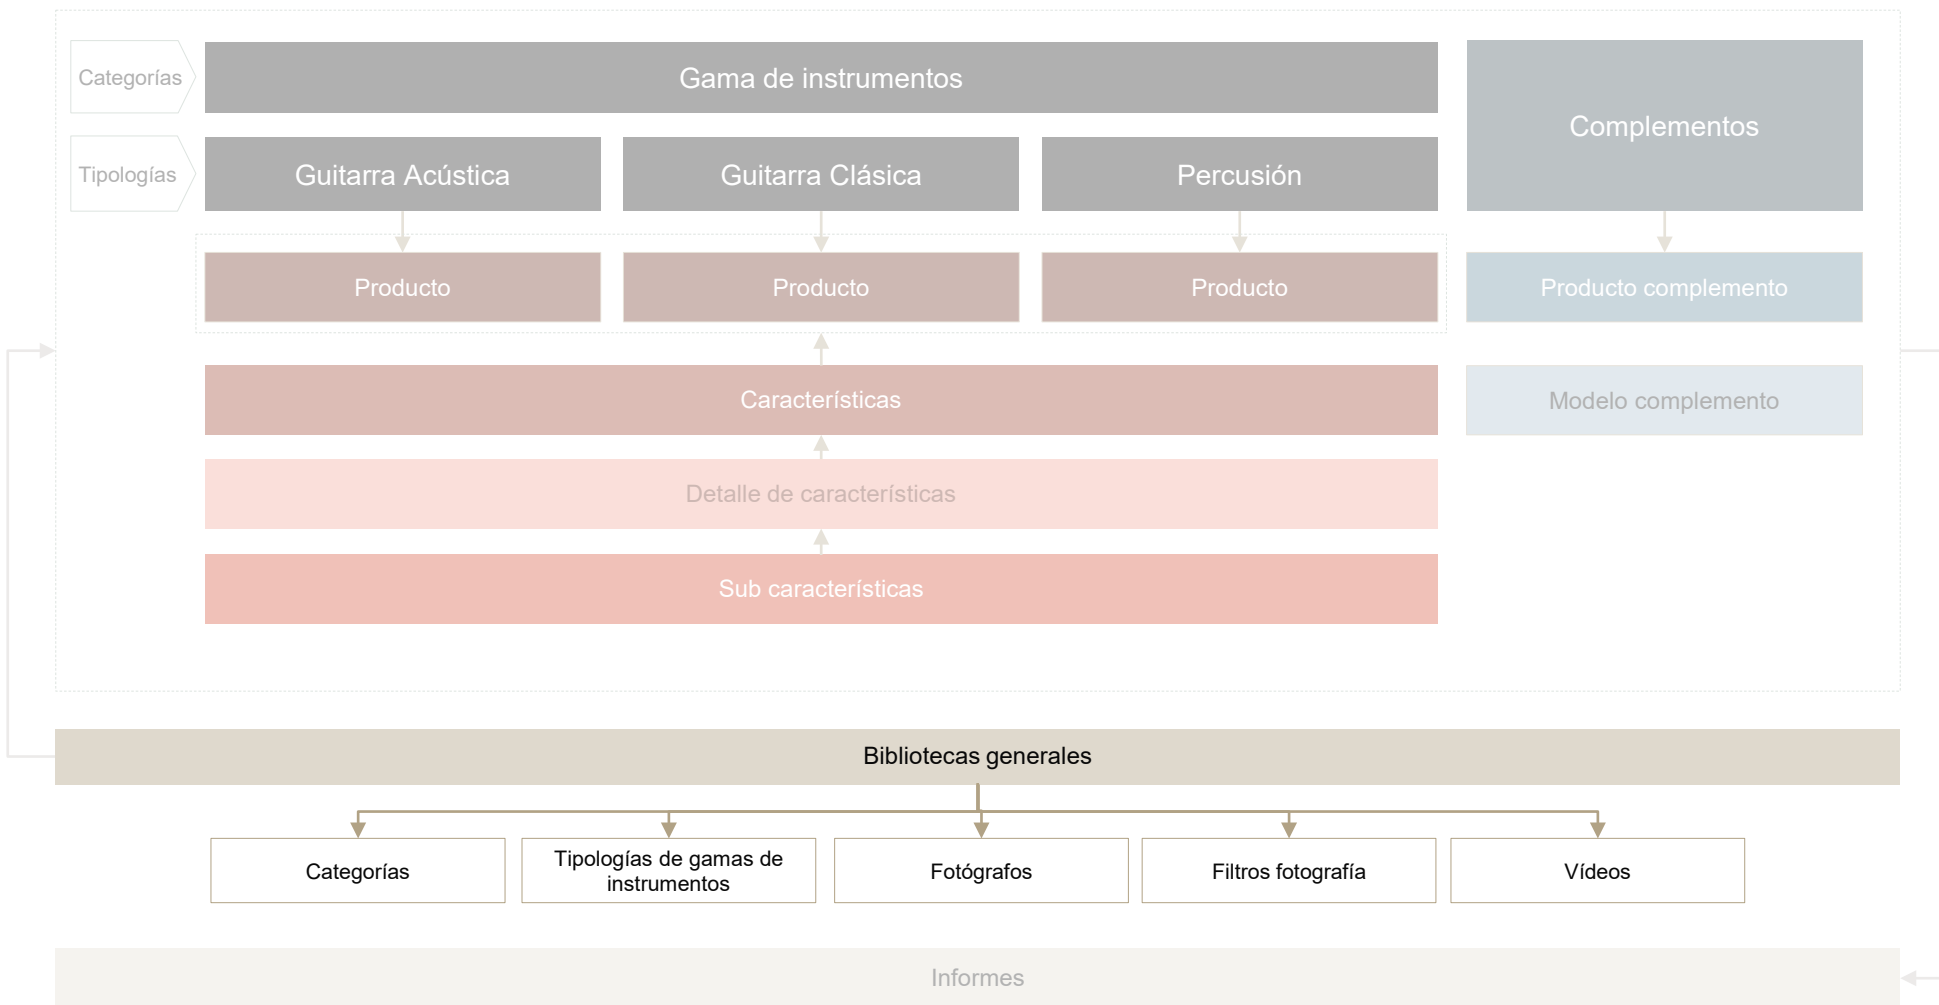 Categorías
Gama de instrumentos
Complementos
Tipologías
Guitarra Acústica
Guitarra Clásica
Percusión
Producto
Producto
Producto
Producto complemento
Características
Modelo complemento
Detalle de características
Sub características
Bibliotecas generales
Categorías
Tipologías de gamas de
instrumentos
Fotógrafos
Filtros fotografía
Vídeos
Informes